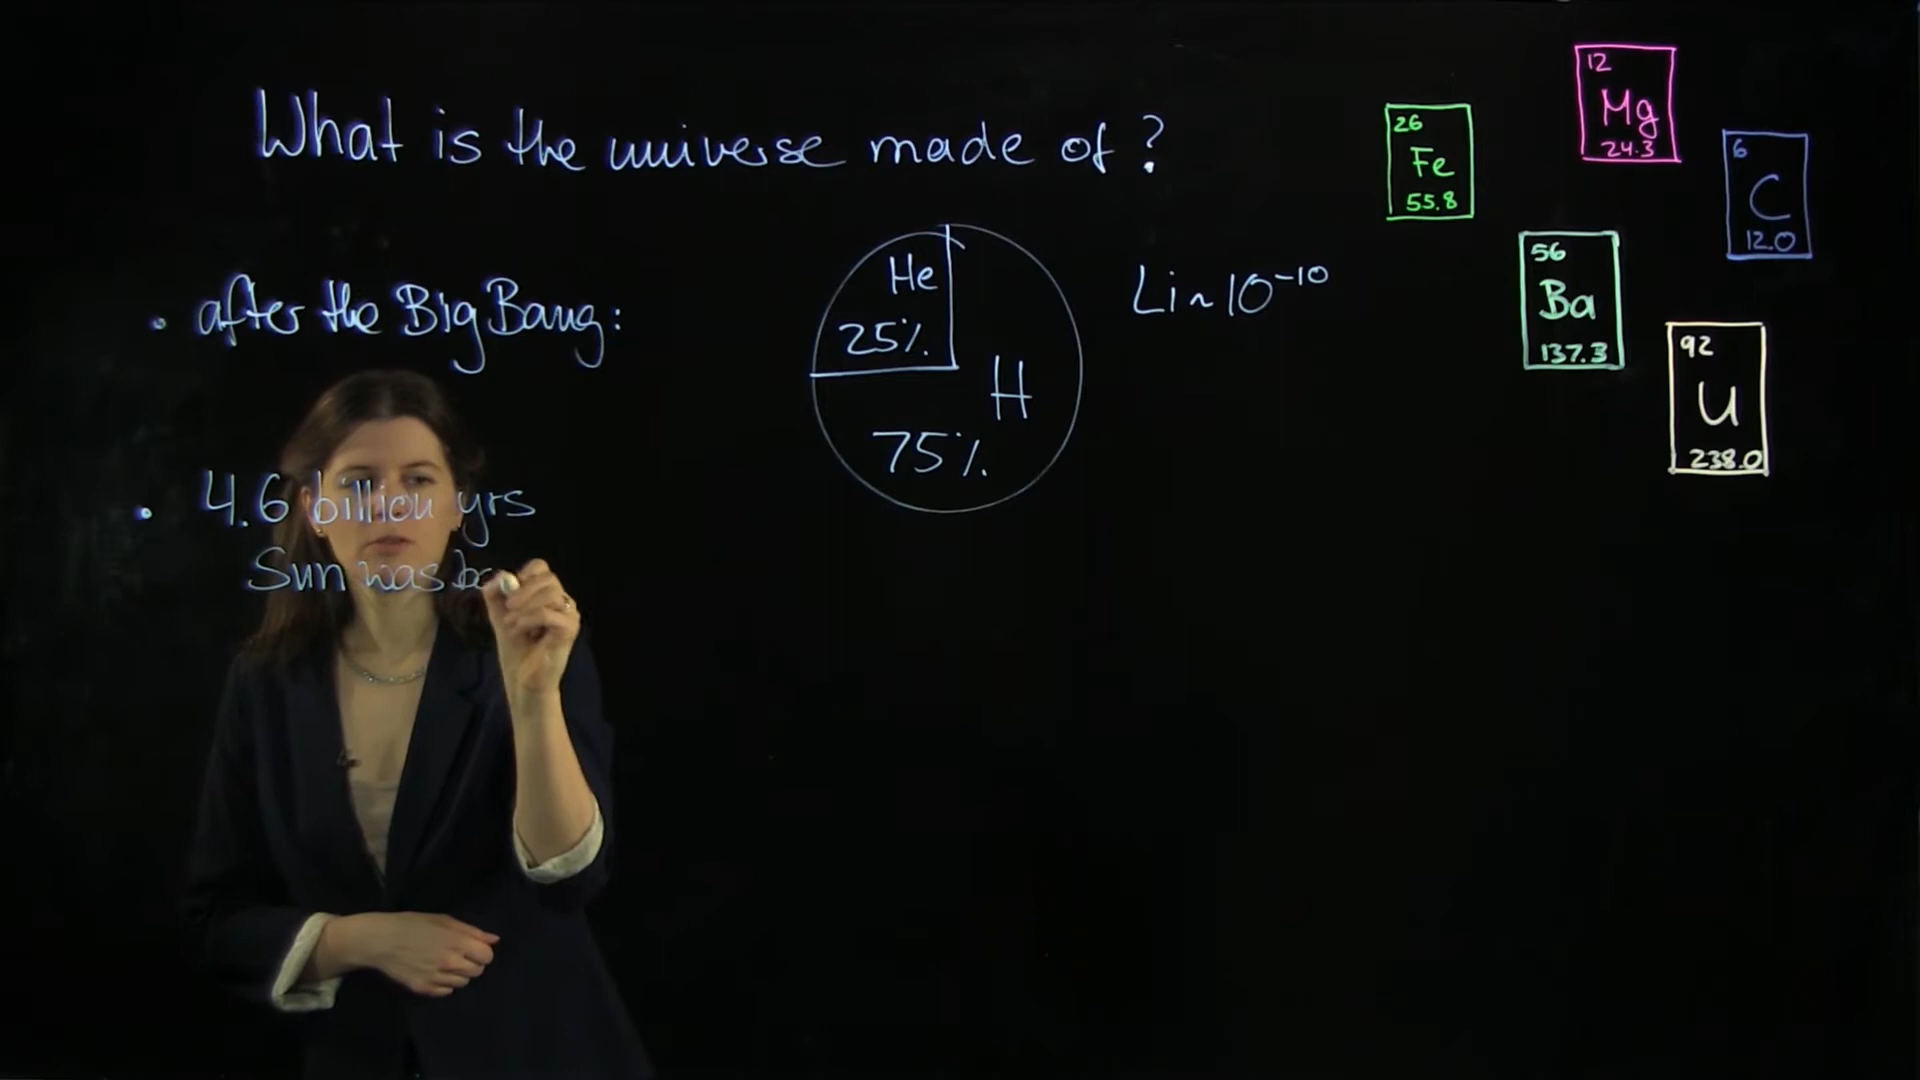 What is the universe made of?
12
Mg
24.3
26
Fe
55.8
6
C
12.0
• after the Big Bang:
He
25%
H
75%
Li ~ 10⁻¹⁰
56
Ba
137.3
92
U
238.0
• 4.6 billion yrs
Sun was